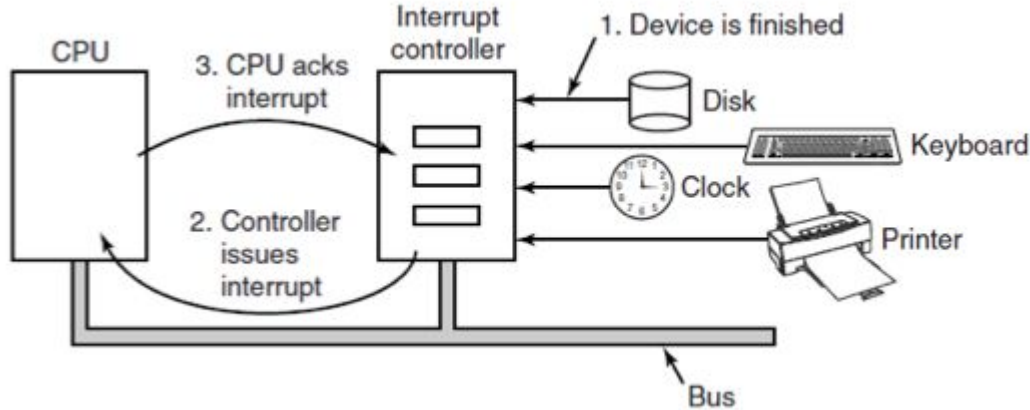 CPU
Interrupt
controller
1. Device is finished
3. CPU acks
interrupt
Disk
Keyboard
Clock
2. Controller
issues
interrupt
Printer
Bus